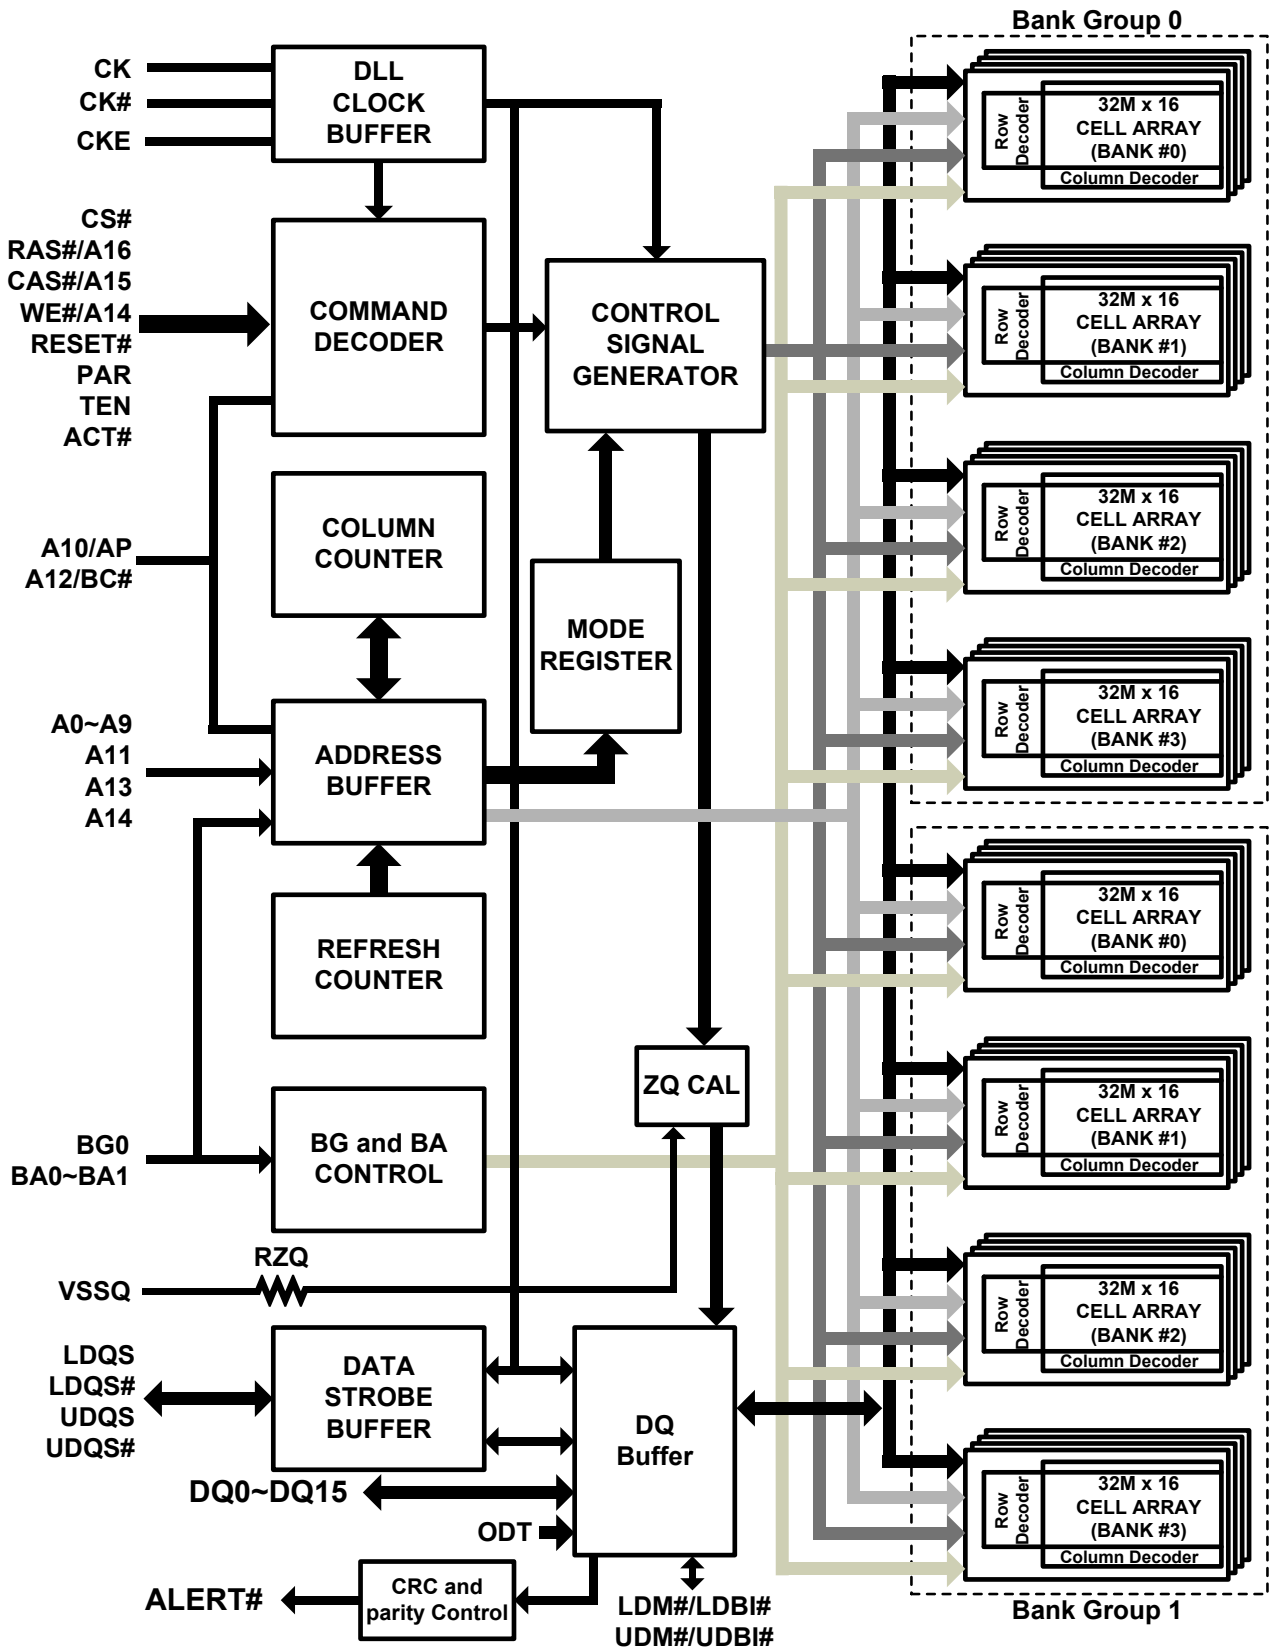 Bank Group 0
CK
CK#
CKE
DLL
CLOCK
BUFFER
CS#
RAS#/A16
CAS#/A15
WE#/A14
RESET#
PAR
TEN
ACT#
COMMAND
DECODER
CONTROL
SIGNAL
GENERATOR
A10/AP
A12/BC#
COLUMN
COUNTER
MODE
REGISTER
A0~A9
A11
A13
A14
ADDRESS
BUFFER
REFRESH
COUNTER
ZQ CAL
BG0
BA0~BA1
BG and BA
CONTROL
RZQ
VSSQ
LDQS
LDQS#
UDQS
UDQS#
DATA
STROBE
BUFFER
DQ
Buffer
DQ0~DQ15
ODT
ALERT#
CRC and
parity Control
LDM#/LDBI#
UDM#/UDBI#
Row
Decoder
32M x 16
CELL ARRAY
(BANK #0)
Column Decoder
Row
Decoder
32M x 16
CELL ARRAY
(BANK #1)
Column Decoder
Row
Decoder
32M x 16
CELL ARRAY
(BANK #2)
Column Decoder
Row
Decoder
32M x 16
CELL ARRAY
(BANK #3)
Column Decoder
Row
Decoder
32M x 16
CELL ARRAY
(BANK #0)
Column Decoder
Row
Decoder
32M x 16
CELL ARRAY
(BANK #1)
Column Decoder
Row
Decoder
32M x 16
CELL ARRAY
(BANK #2)
Column Decoder
Row
Decoder
32M x 16
CELL ARRAY
(BANK #3)
Column Decoder
Bank Group 1